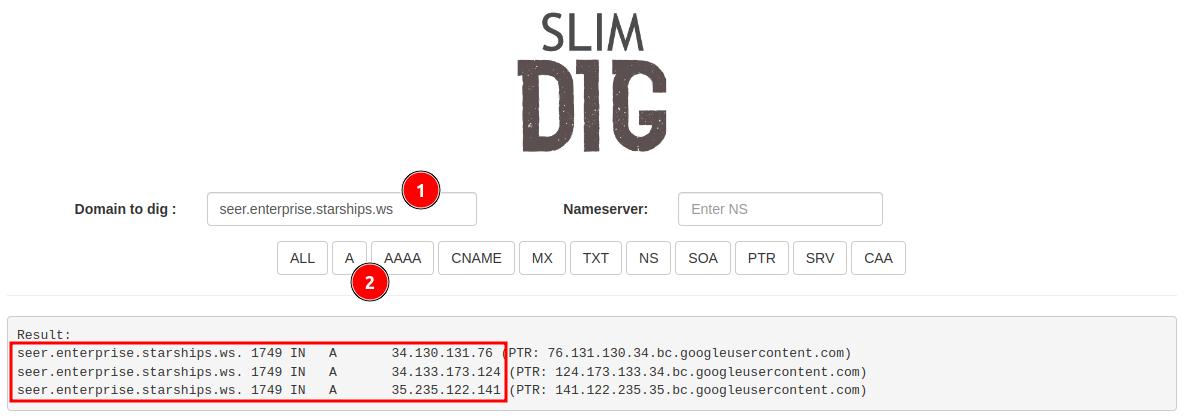 SLIM
DIG
1
Domain to dig : seer.enterprise.starships.ws Nameserver: Enter NS
ALL A AAAA CNAME MX TXT NS SOA PTR SRV CAA
2
Result:
seer.enterprise.starships.ws. 1749 IN A 34.130.131.76 (PTR: 76.131.130.34.bc.googleusercontent.com)
seer.enterprise.starships.ws. 1749 IN A 34.133.173.124 (PTR: 124.173.133.34.bc.googleusercontent.com)
seer.enterprise.starships.ws. 1749 IN A 35.235.122.141 (PTR: 141.122.235.35.bc.googleusercontent.com)